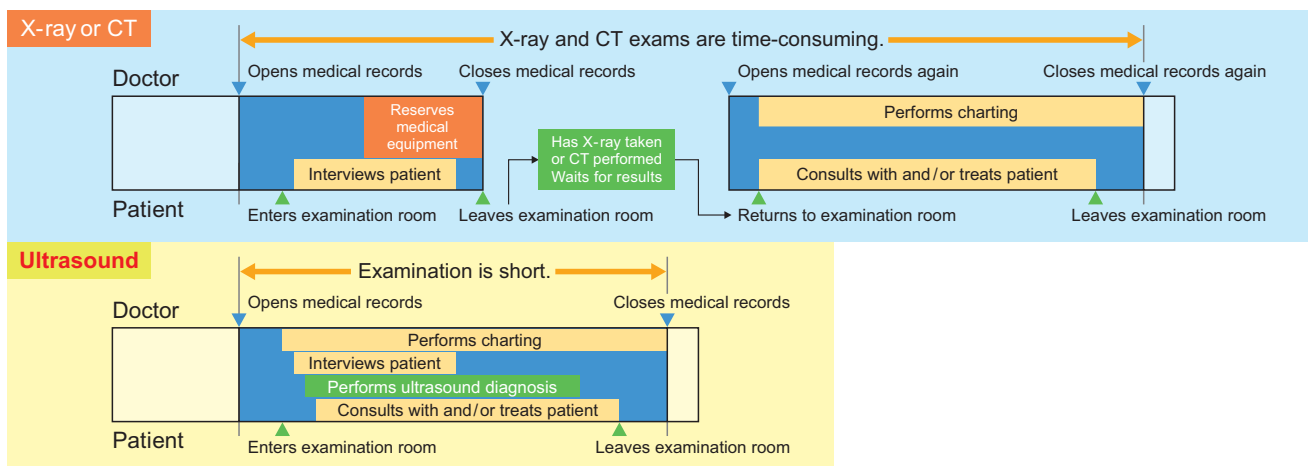 X-ray or CT
X-ray and CT exams are time-consuming.
Doctor
Opens medical records
Closes medical records
Opens medical records again
Closes medical records again
Reserves
medical
equipment
Performs charting
Has X-ray taken
or CT performed
Waits for results
Interviews patient
Consults with and/or treats patient
Patient
Enters examination room
Leaves examination room
Returns to examination room
Leaves examination room
Ultrasound
Examination is short.
Doctor
Opens medical records
Closes medical records
Performs charting
Interviews patient
Performs ultrasound diagnosis
Consults with and/or treats patient
Patient
Enters examination room
Leaves examination room